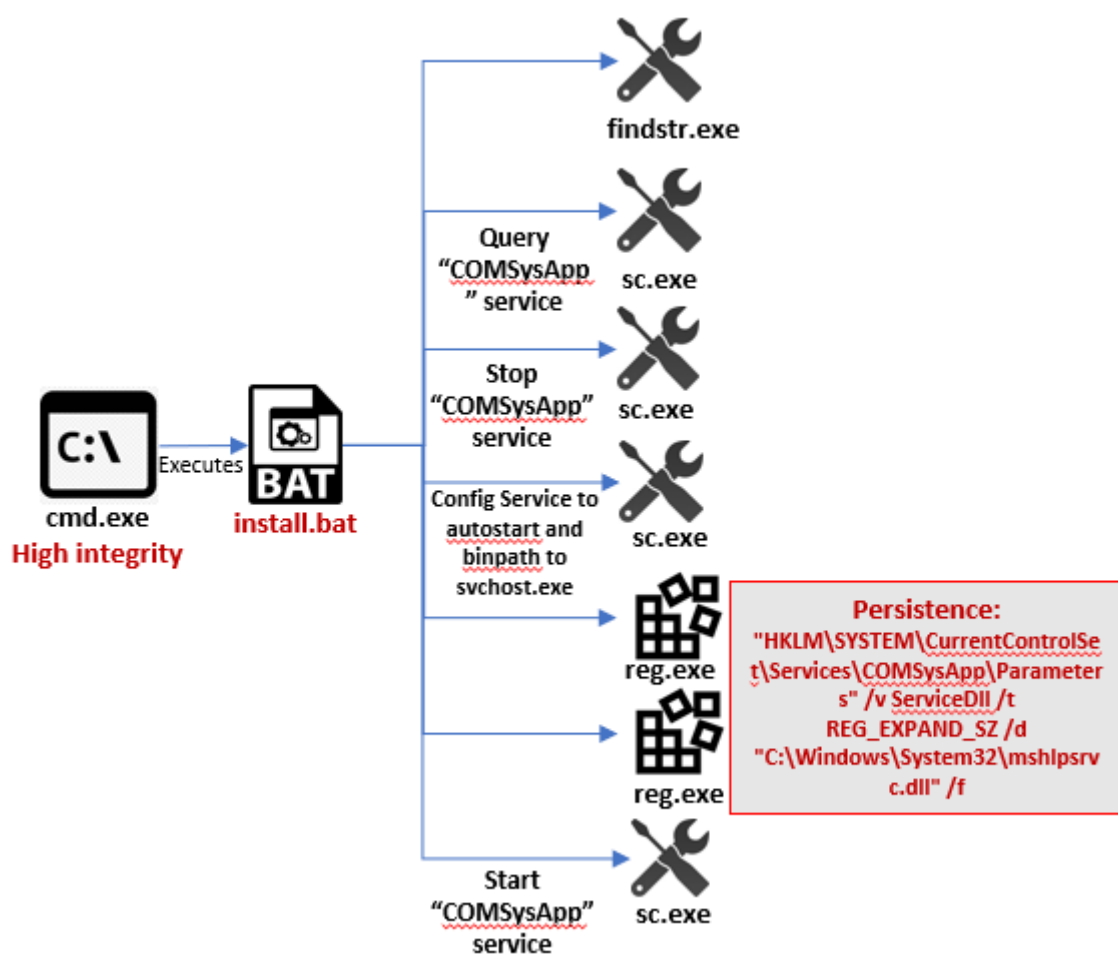 findstr.exe
Query
“COMSysApp
” service
sc.exe
Stop
“COMSysApp”
service
sc.exe
C:\
Executes
BAT
cmd.exe
High integrity
install.bat
Config Service to
autostart and
binpath to
svchost.exe
sc.exe
reg.exe
Persistence:
"HKLM\SYSTEM\CurrentControlSe
t\Services\COMSysApp\Parameter
s" /v ServiceDll /t
REG_EXPAND_SZ /d
"C:\Windows\System32\mshlpsrv
c.dll" /f
reg.exe
Start
“COMSysApp”
service
sc.exe